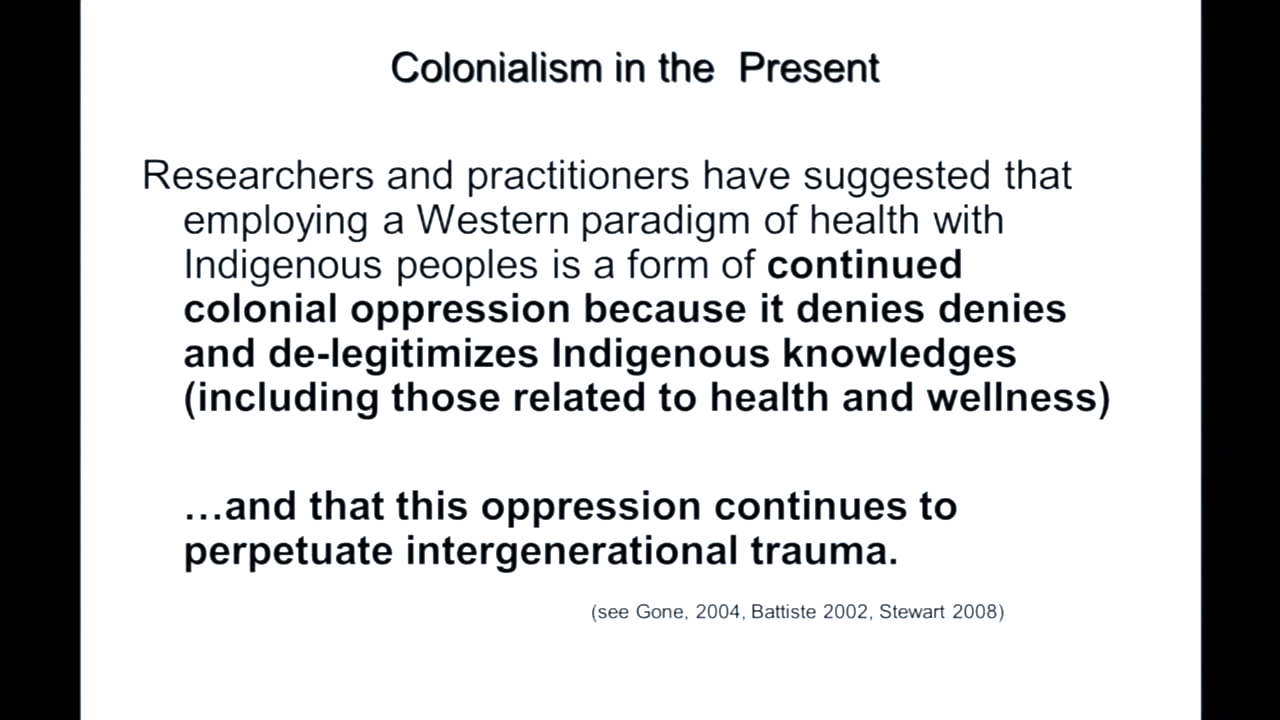 Colonialism in the  Present
Researchers and practitioners have suggested that
employing a Western paradigm of health with
Indigenous peoples is a form of continued
colonial oppression because it denies denies
and de-legitimizes Indigenous knowledges
(including those related to health and wellness)
…and that this oppression continues to
perpetuate intergenerational trauma.
(see Gone, 2004, Battiste 2002, Stewart 2008)